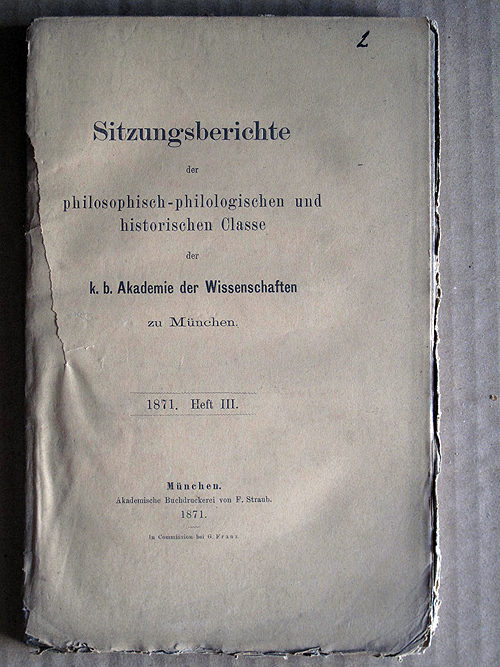 2
Sitzungsberichte
der
philosophisch-philologischen und
historischen Classe
der
k. b. Akademie der Wissenschaften
zu München.
1871. Heft III.
München.
Akademische Buchdruckerei von F. Straub.
1871.
In Commission bei G. Franz.